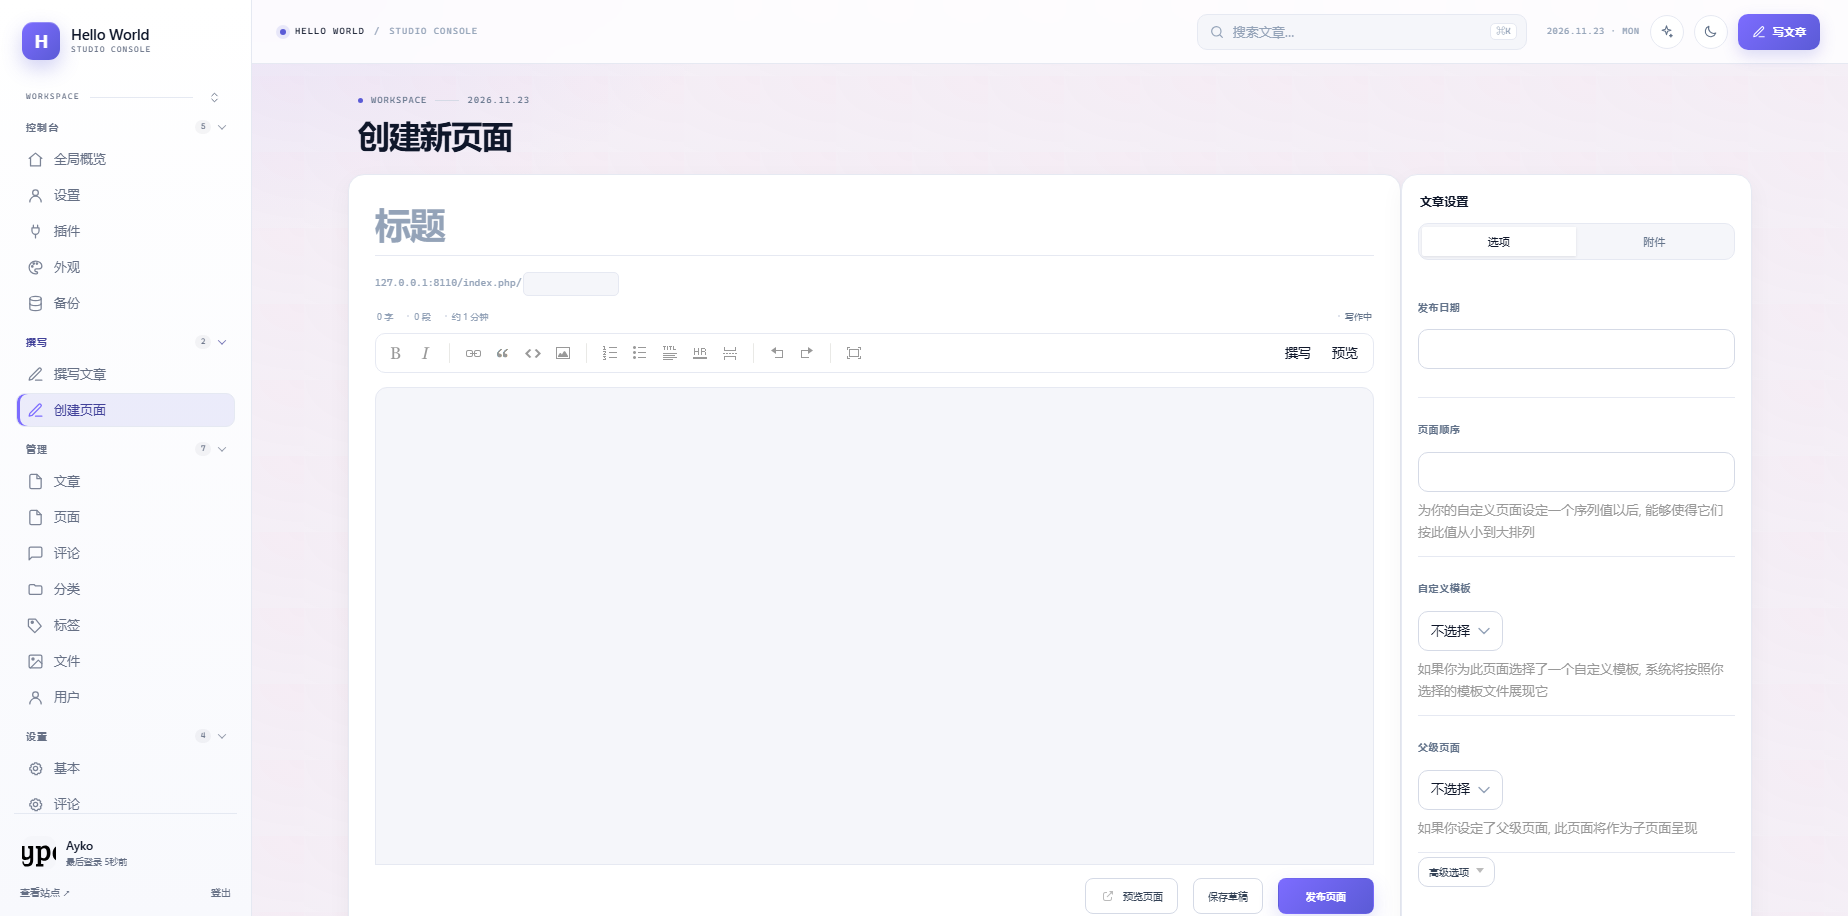 H
Hello World
STUDIO CONSOLE
WORKSPACE
控制台 5
全局概览
设置
插件
外观
备份
撰写 2
撰写文章
创建页面
管理 7
文章
页面
评论
分类
标签
文件
用户
设置 4
基本
评论
Ayko
最后登录 5秒前
查看站点 ↗ 登出
HELLO WORLD / STUDIO CONSOLE
搜索文章... ⌘K
2026.11.23 · MON
写文章
WORKSPACE 2026.11.23
创建新页面
标题
127.0.0.1:8110/index.php/
0 字 · 0 段 · 约 1 分钟 · 写作中
B I TITL HR 撰写 预览
预览页面 保存草稿 发布页面
文章设置
选项 附件
发布日期
页面顺序
为你的自定义页面设定一个序列值以后, 能够使得它们
按此值从小到大排列
自定义模板
不选择
如果你为此页面选择了一个自定义模板, 系统将按照你
选择的模板文件展现它
父级页面
不选择
如果你设定了父级页面, 此页面将作为子页面呈现
高级选项